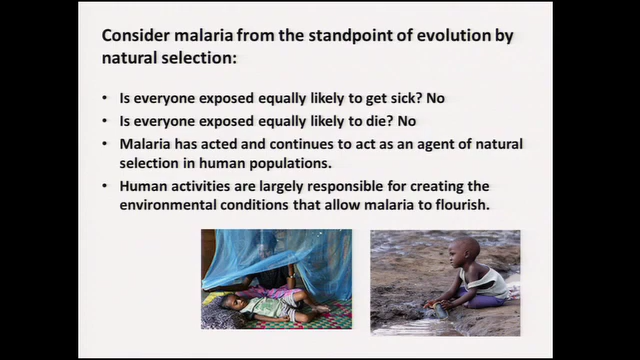 Consider malaria from the standpoint of evolution by
natural selection:
• Is everyone exposed equally likely to get sick? No
• Is everyone exposed equally likely to die? No
• Malaria has acted and continues to act as an agent of natural
selection in human populations.
• Human activities are largely responsible for creating the
environmental conditions that allow malaria to flourish.